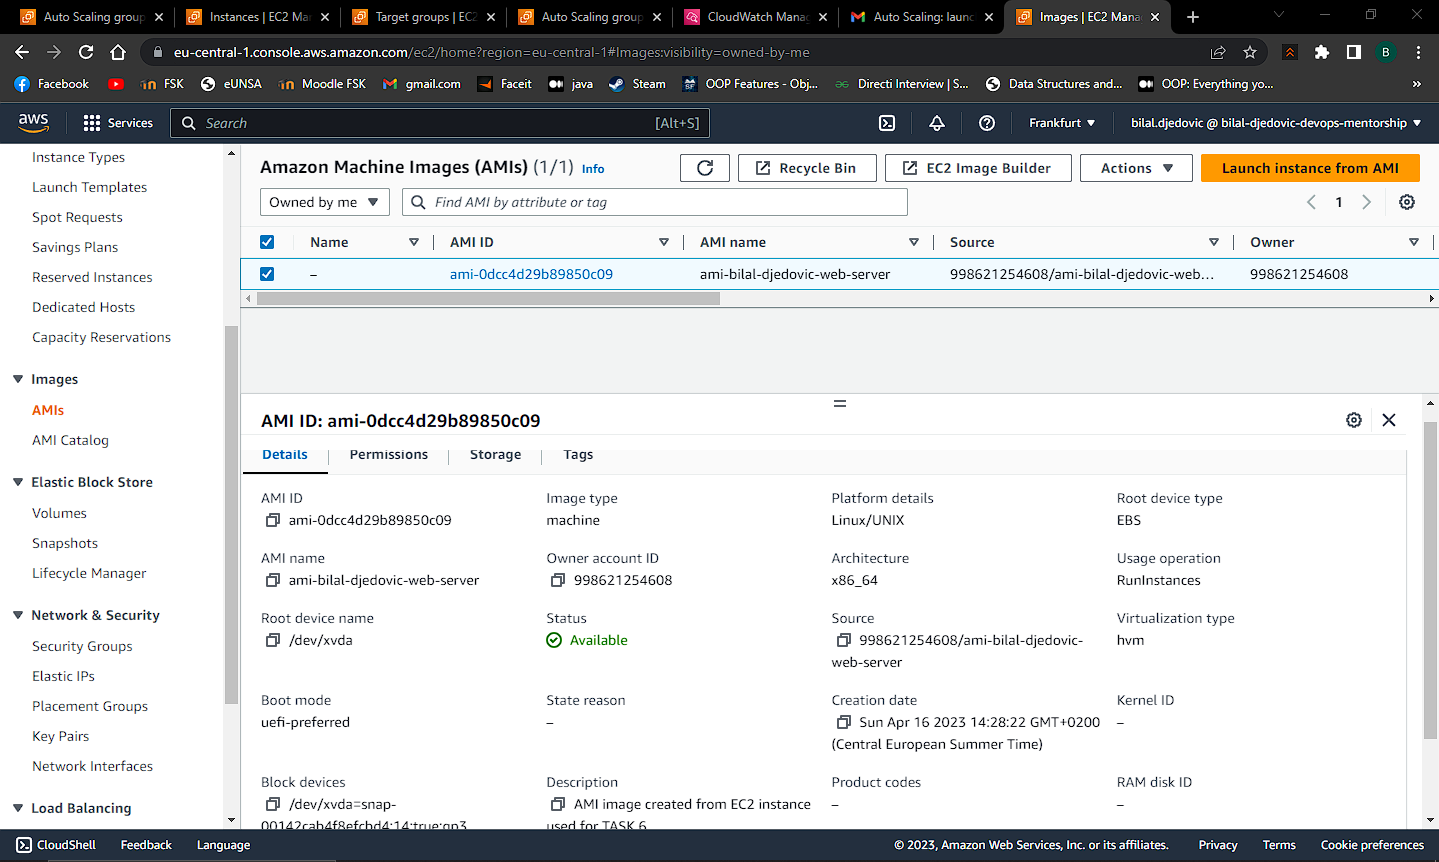 Auto Scaling group
Instances | EC2 Ma
Target groups | EC2
Auto Scaling group
CloudWatch Mana
Auto Scaling: laun
Images | EC2 Mana
eu-central-1.console.aws.amazon.com/ec2/home?region=eu-central-1#Images:visibility=owned-by-me
B
Facebook
FSK
eUNSA
Moodle FSK
gmail.com
Faceit
java
Steam
OOP Features - Obj...
Directi Interview | S...
Data Structures and...
OOP: Everything yo...
»
aws
Services
Search
[Alt+S]
Frankfurt
bilal.djedovic @ bilal-djedovic-devops-mentorship
Instance Types
Launch Templates
Spot Requests
Savings Plans
Reserved Instances
Dedicated Hosts
Capacity Reservations
Images
AMIs
AMI Catalog
Elastic Block Store
Volumes
Snapshots
Lifecycle Manager
Network & Security
Security Groups
Elastic IPs
Placement Groups
Key Pairs
Network Interfaces
Load Balancing
Amazon Machine Images (AMIs) (1/1) Info
Recycle Bin
EC2 Image Builder
Actions
Launch instance from AMI
Owned by me
Find AMI by attribute or tag
1
Name AMI ID AMI name Source Owner
– ami-0dcc4d29b89850c09 ami-bilal-djedovic-web-server 998621254608/ami-bilal-djedovic-web... 998621254608
AMI ID: ami-0dcc4d29b89850c09
Details Permissions Storage Tags
AMI ID
ami-0dcc4d29b89850c09
Image type
machine
Platform details
Linux/UNIX
Root device type
EBS
AMI name
ami-bilal-djedovic-web-server
Owner account ID
998621254608
Architecture
x86_64
Usage operation
RunInstances
Root device name
/dev/xvda
Status
Available
Source
998621254608/ami-bilal-djedovic-
web-server
Virtualization type
hvm
Boot mode
uefi-preferred
State reason
–
Creation date
Sun Apr 16 2023 14:28:22 GMT+0200
(Central European Summer Time)
Kernel ID
–
Block devices
/dev/xvda=snap-
00142cab4f8efcbd4:14:true:gp3
Description
AMI image created from EC2 instance
used for TASK 6
Product codes
–
RAM disk ID
–
CloudShell
Feedback
Language
© 2023, Amazon Web Services, Inc. or its affiliates.
Privacy
Terms
Cookie preferences